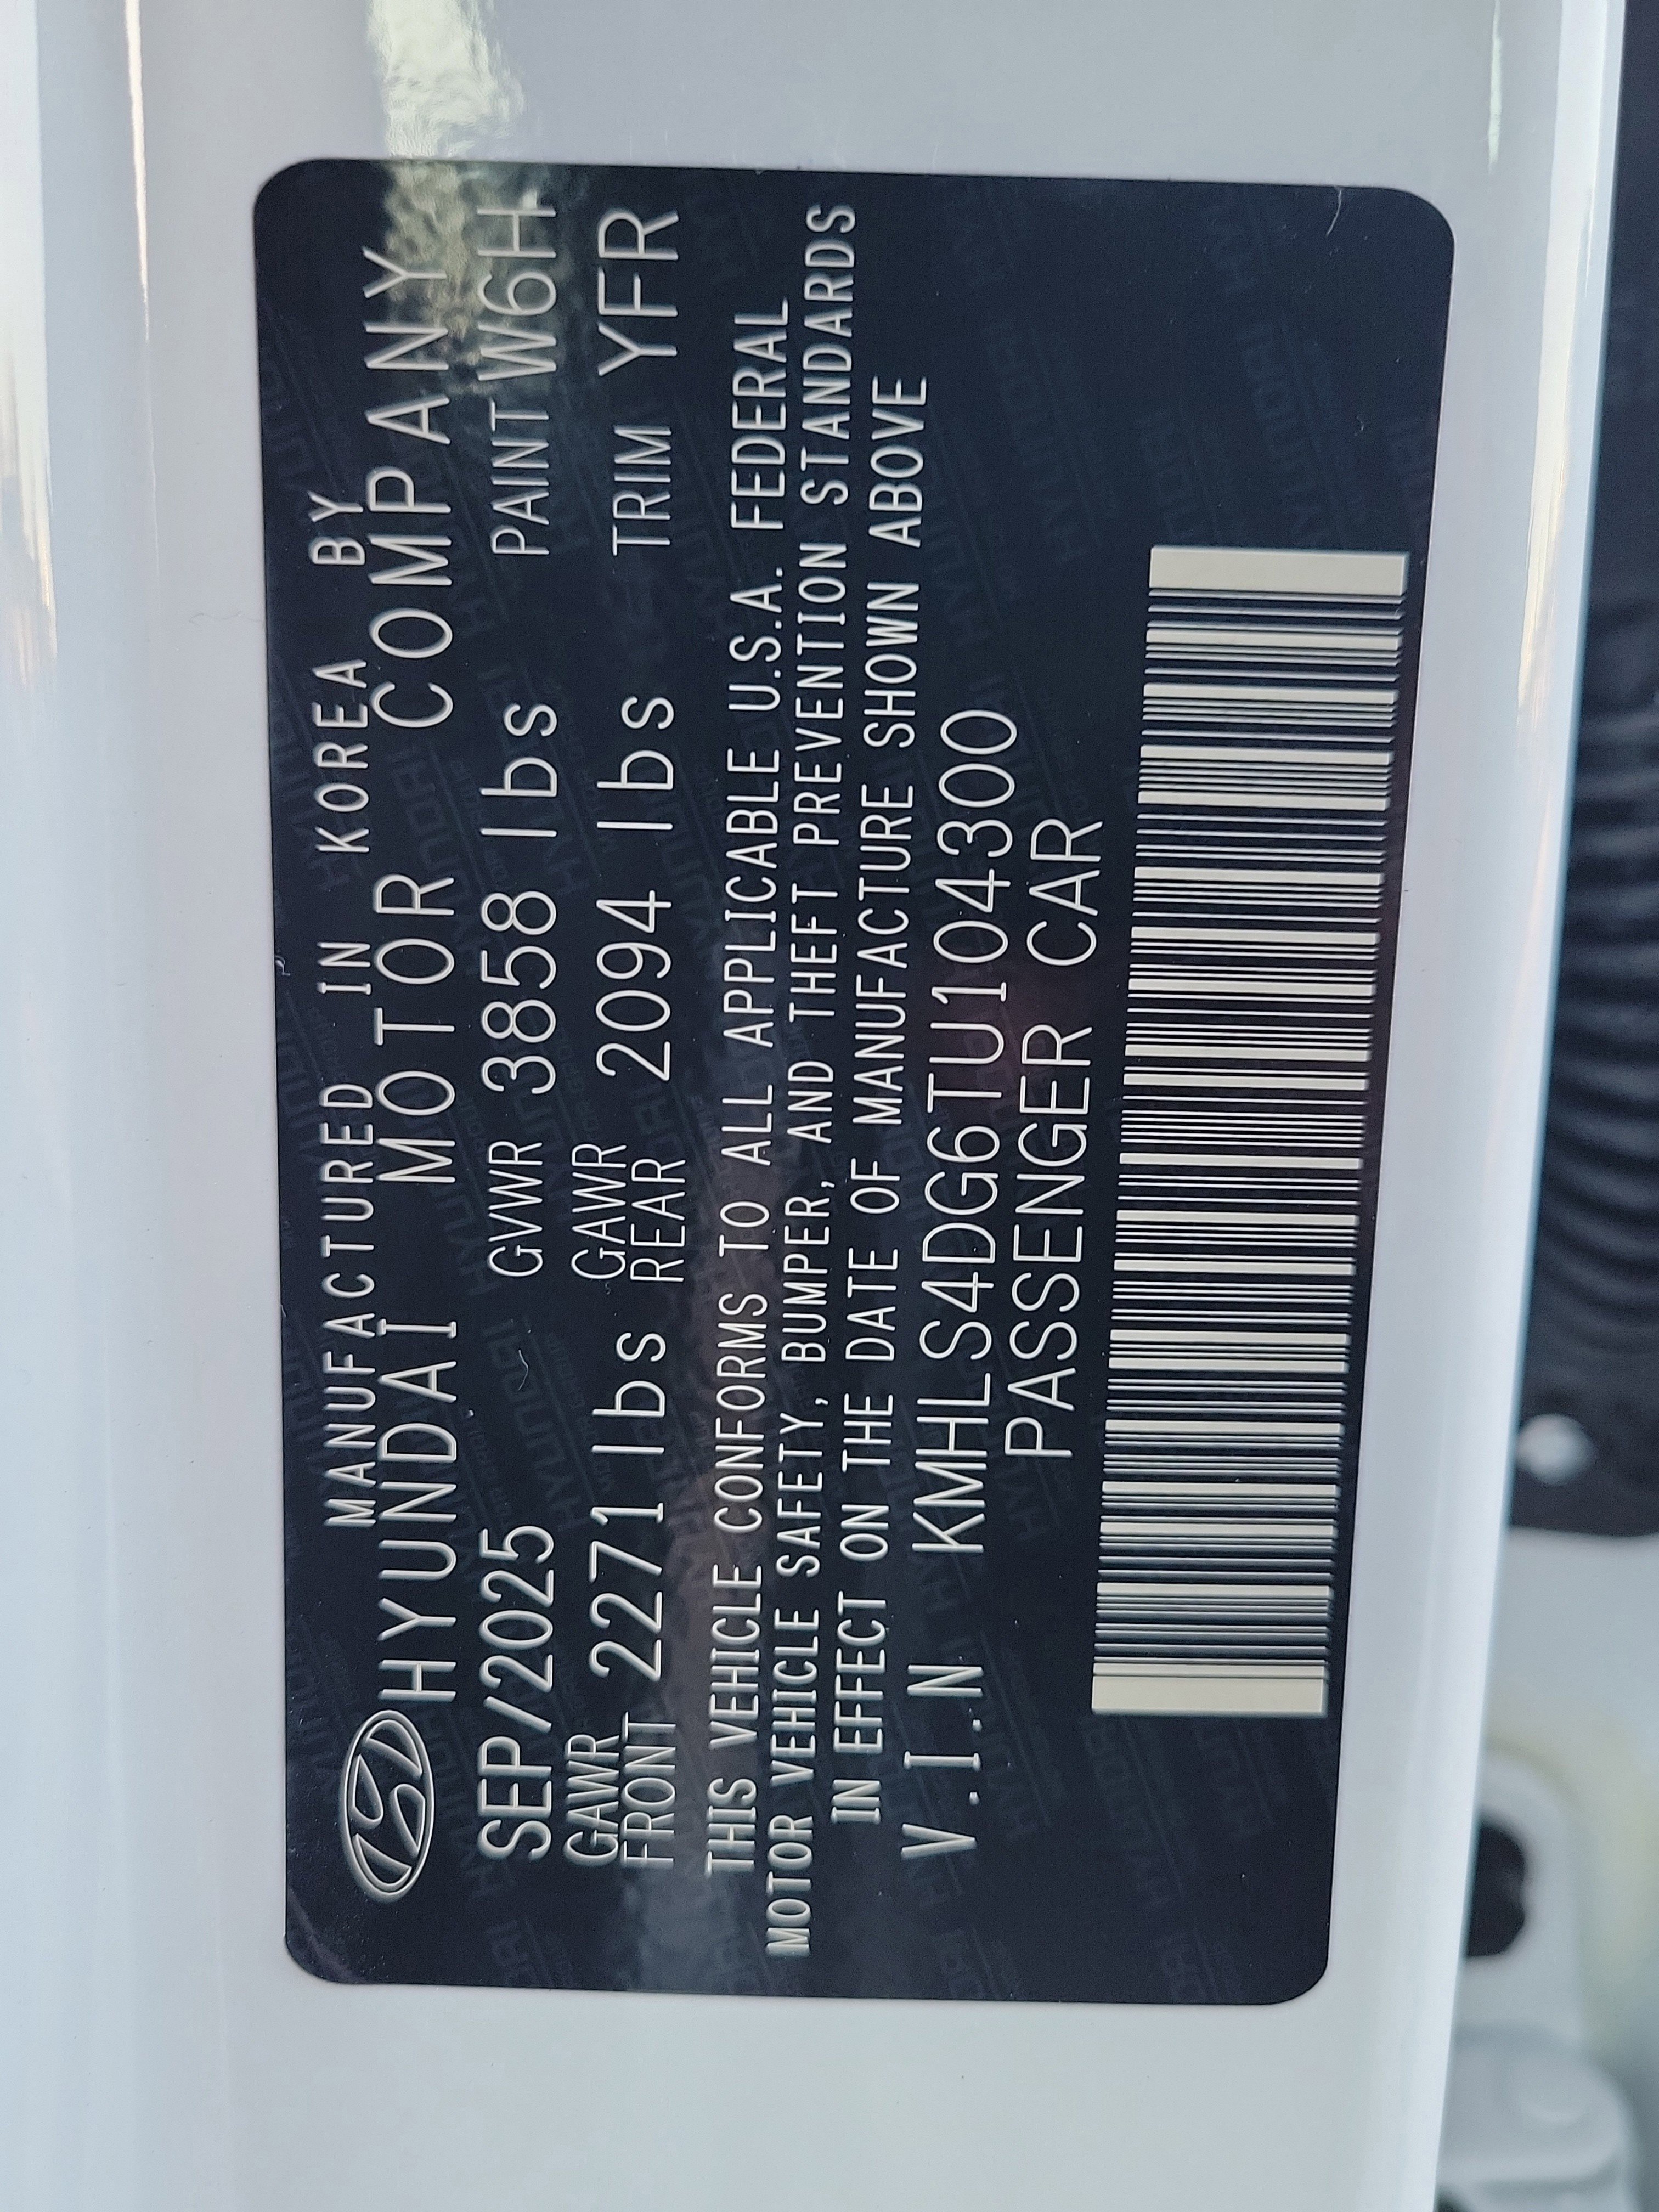 MANUFACTURED IN KOREA BY
HYUNDAI MOTOR COMPANY
SEP/2025 GVWR 3858 lbs PAINT W6H
GAWR FRONT 2271 lbs GAWR REAR 2094 lbs TRIM YFR
THIS VEHICLE CONFORMS TO ALL APPLICABLE U.S.A. FEDERAL
MOTOR VEHICLE SAFETY, BUMPER, AND THEFT PREVENTION STANDARDS
IN EFFECT ON THE DATE OF MANUFACTURE SHOWN ABOVE
V.I.N KMHLS4DG6TU104300
PASSENGER CAR